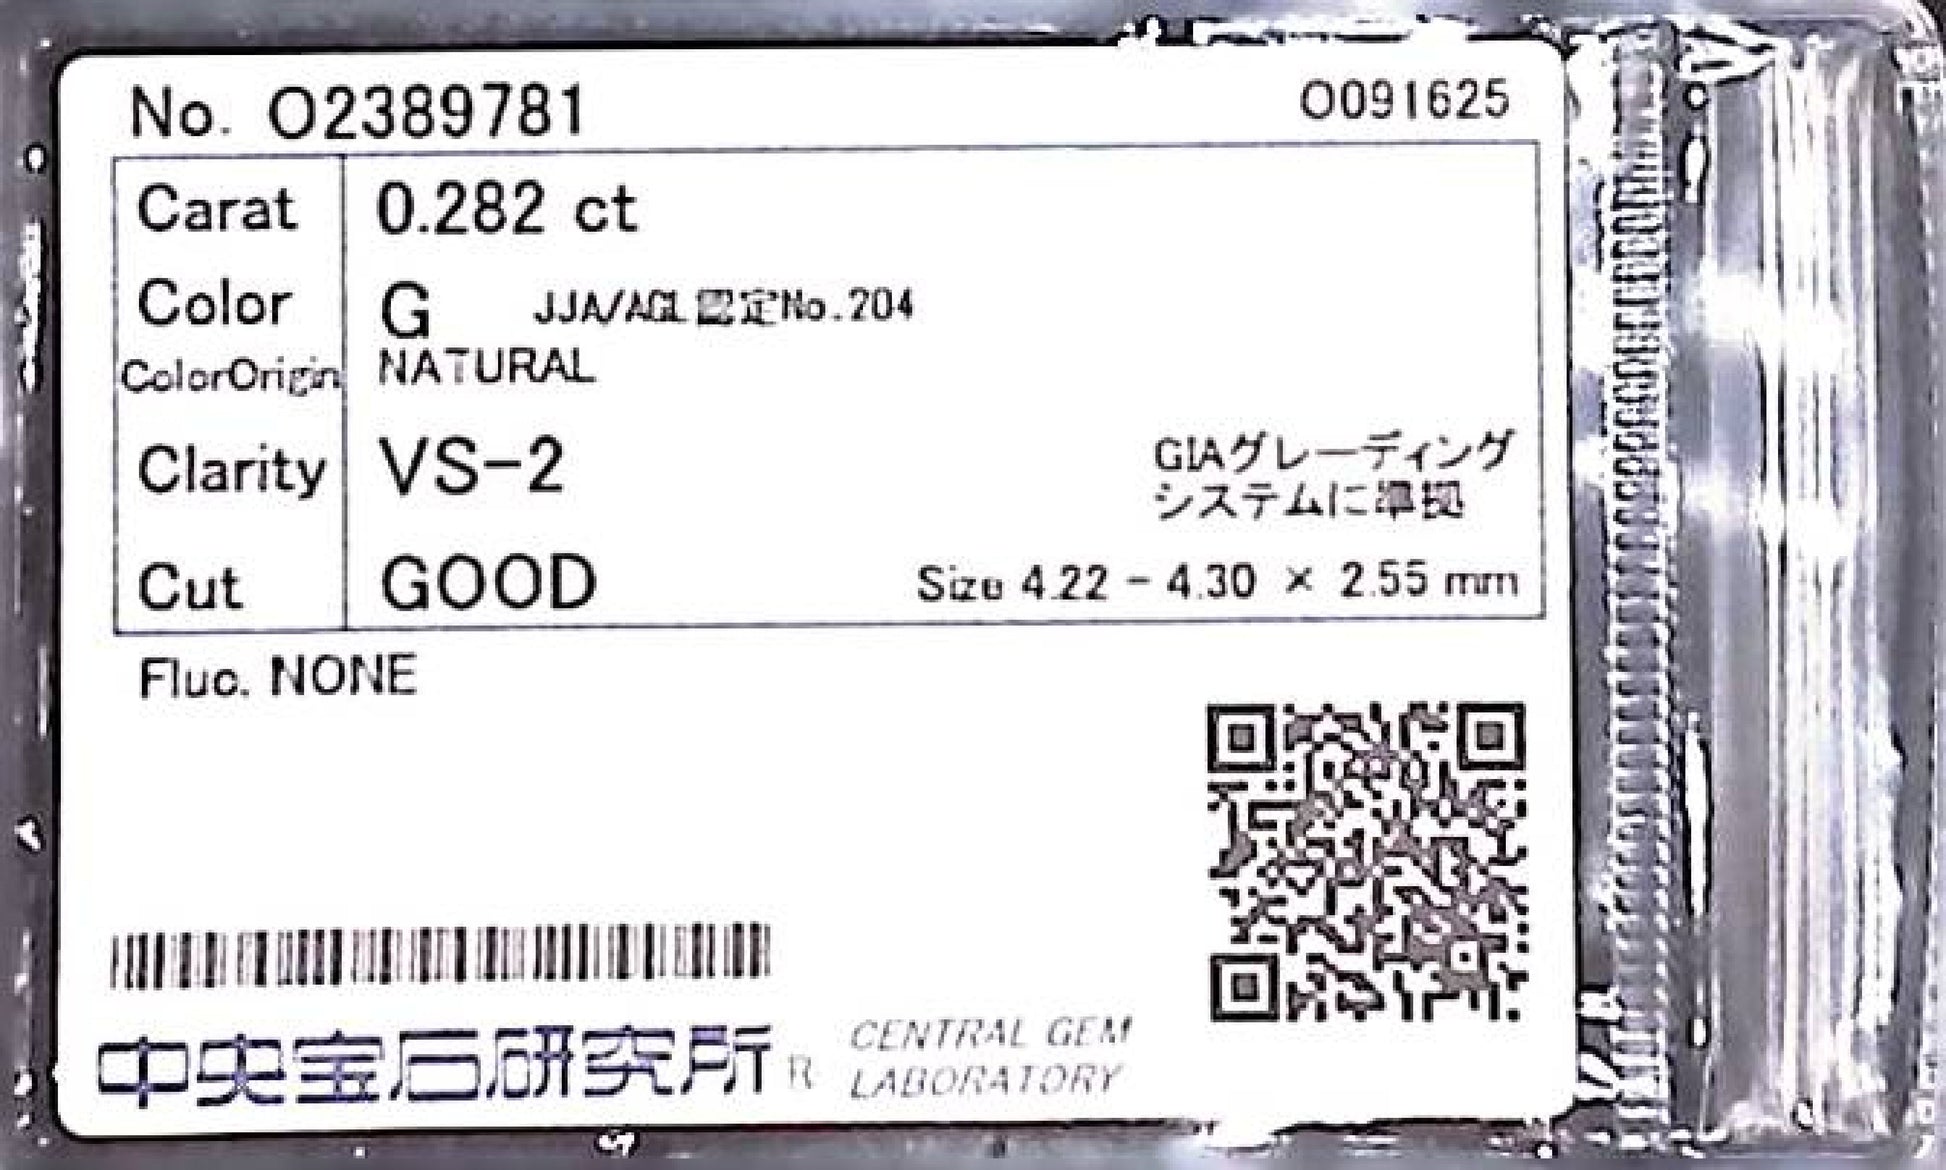 No. O2389781
O091625
Carat 0.282 ct
Color G JJA/AGL認定No.204
ColorOrigin NATURAL
Clarity VS-2
GIAグレーディング
システムに準拠
Cut GOOD Size 4.22 - 4.30 × 2.55 mm
Fluo. NONE
中央宝石研究所 R
CENTRAL GEM
LABORATORY